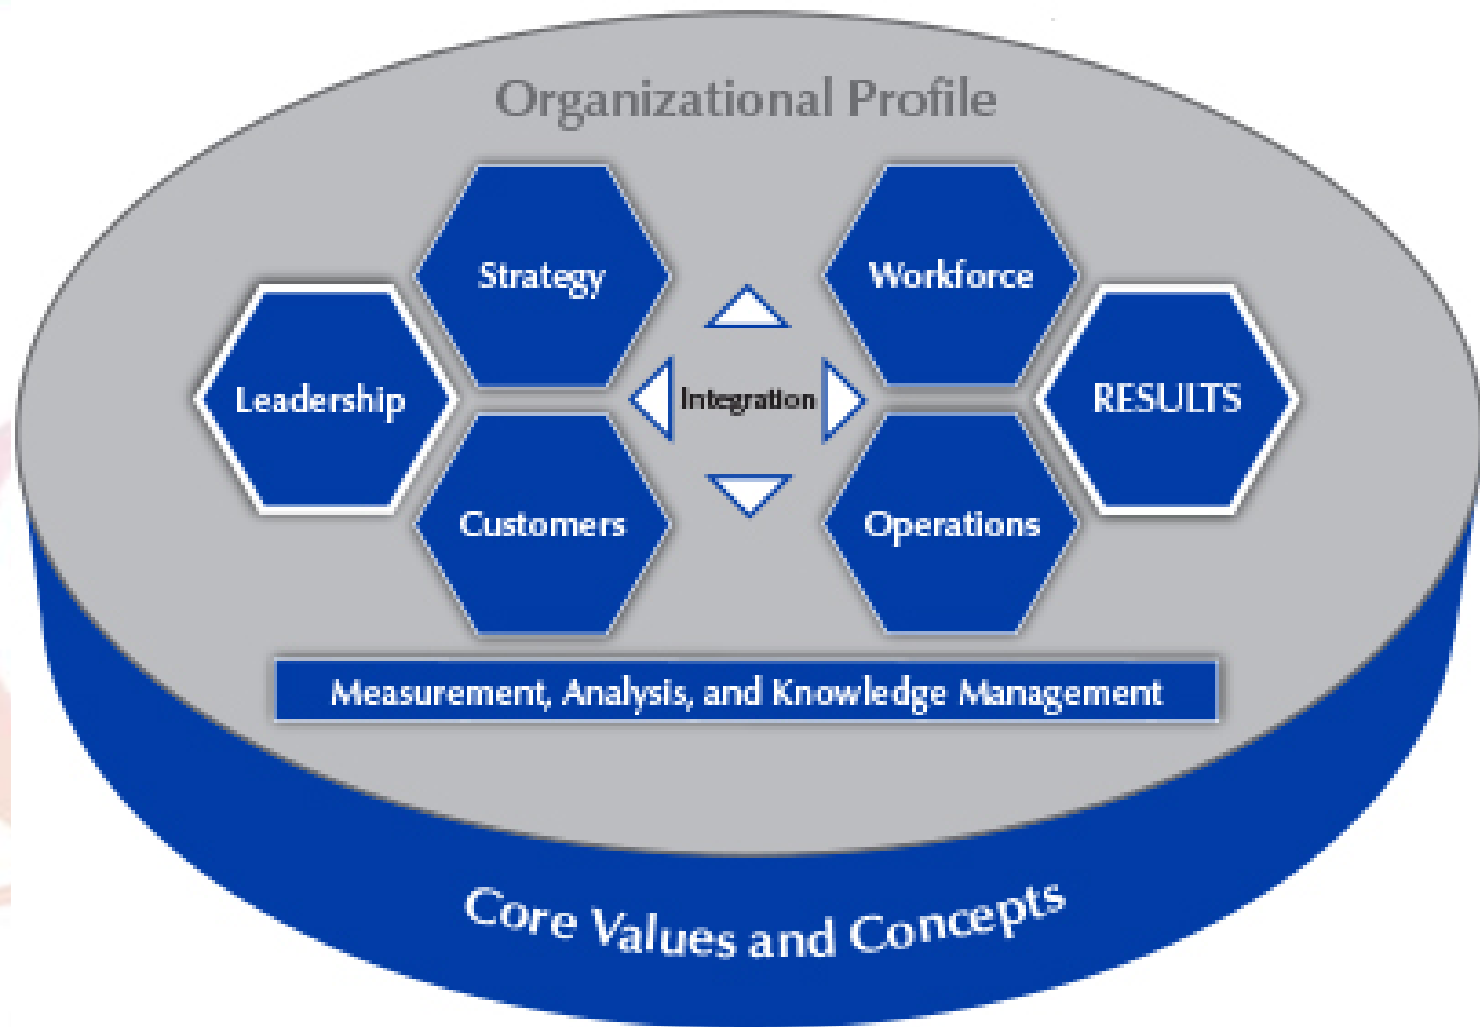 Organizational Profile
Strategy
Workforce
Leadership
Integration
RESULTS
Customers
Operations
Measurement, Analysis, and Knowledge Management
Core Values and Concepts